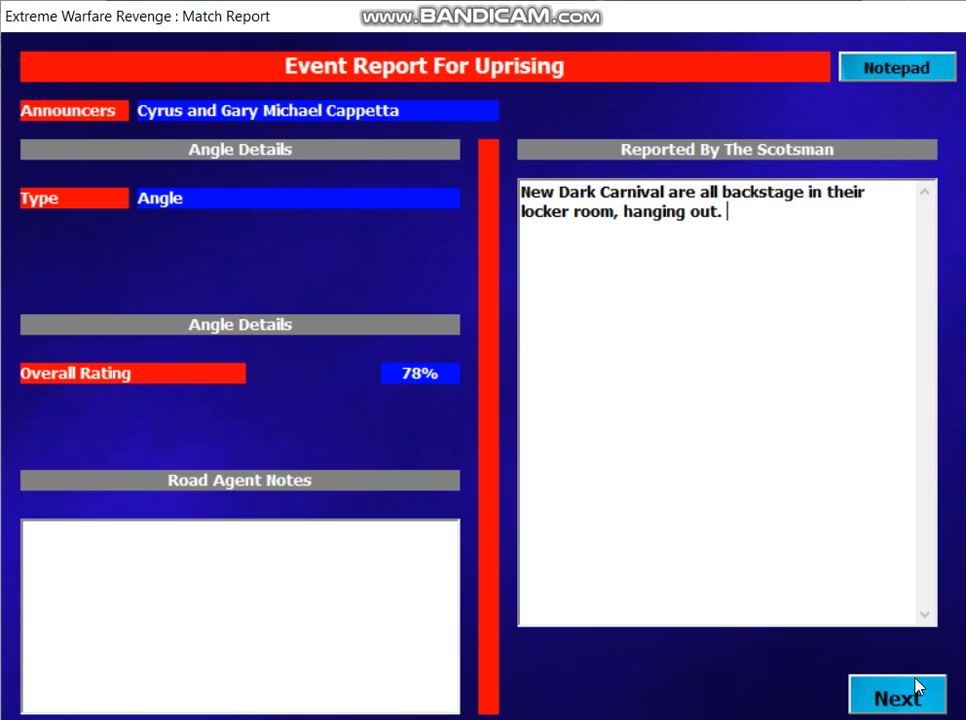 Extreme Warfare Revenge : Match Report
www.BANDICAM.com
Event Report For Uprising
Notepad
Announcers
Cyrus and Gary Michael Cappetta
Angle Details
Reported By The Scotsman
Type
Angle
New Dark Carnival are all backstage in their
locker room, hanging out.
Angle Details
Overall Rating
78%
Road Agent Notes
Next